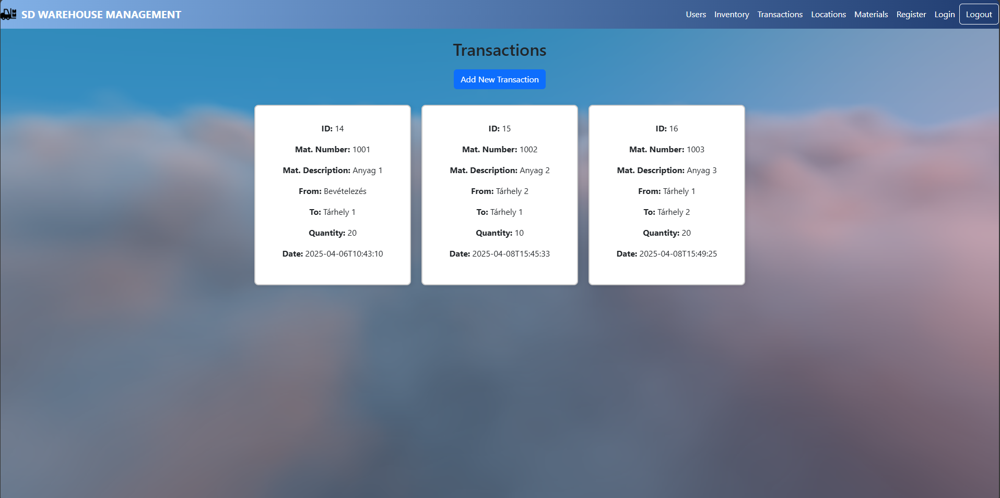 SD WAREHOUSE MANAGEMENT
Users Inventory Transactions Locations Materials Register Login Logout
Transactions
Add New Transaction
ID: 14
Mat. Number: 1001
Mat. Description: Anyag 1
From: Bevételezés
To: Tárhely 1
Quantity: 20
Date: 2025-04-06T10:43:10
ID: 15
Mat. Number: 1002
Mat. Description: Anyag 2
From: Tárhely 2
To: Tárhely 1
Quantity: 10
Date: 2025-04-08T15:45:33
ID: 16
Mat. Number: 1003
Mat. Description: Anyag 3
From: Tárhely 1
To: Tárhely 2
Quantity: 20
Date: 2025-04-08T15:49:25